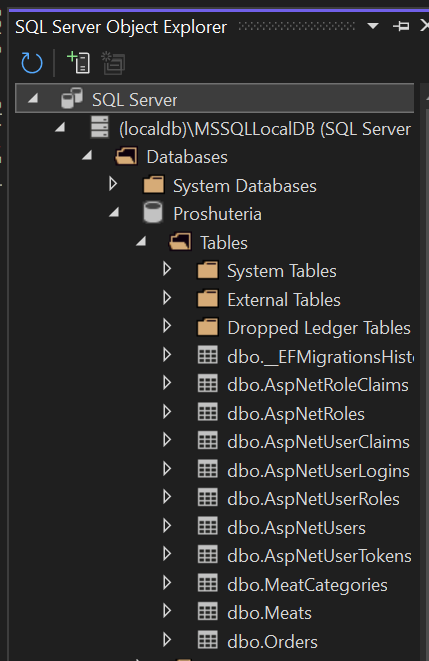 SQL Server Object Explorer
SQL Server
(localdb)\MSSQLLocalDB (SQL Server
Databases
System Databases
Proshuteria
Tables
System Tables
External Tables
Dropped Ledger Tables
dbo.__EFMigrationsHisto
dbo.AspNetRoleClaims
dbo.AspNetRoles
dbo.AspNetUserClaims
dbo.AspNetUserLogins
dbo.AspNetUserRoles
dbo.AspNetUsers
dbo.AspNetUserTokens
dbo.MeatCategories
dbo.Meats
dbo.Orders